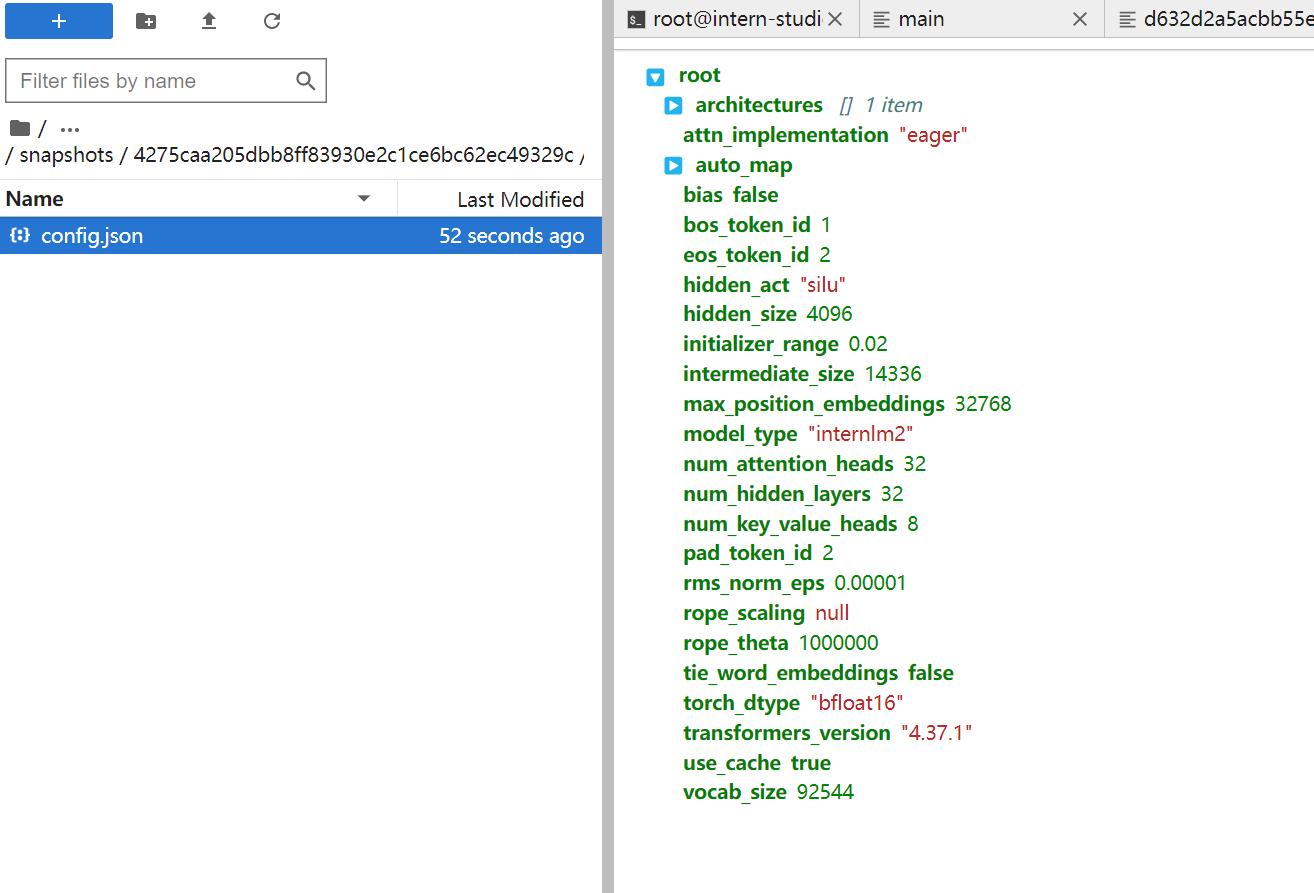 +
Filter files by name
/ ...
/ snapshots / 4275caa205dbb8ff83930e2c1ce6bc62ec49329c /
Name Last Modified
config.json 52 seconds ago
root@intern-studi main d632d2a5acbb55e
root
architectures [] 1 item
attn_implementation "eager"
auto_map
bias false
bos_token_id 1
eos_token_id 2
hidden_act "silu"
hidden_size 4096
initializer_range 0.02
intermediate_size 14336
max_position_embeddings 32768
model_type "internlm2"
num_attention_heads 32
num_hidden_layers 32
num_key_value_heads 8
pad_token_id 2
rms_norm_eps 0.00001
rope_scaling null
rope_theta 1000000
tie_word_embeddings false
torch_dtype "bfloat16"
transformers_version "4.37.1"
use_cache true
vocab_size 92544